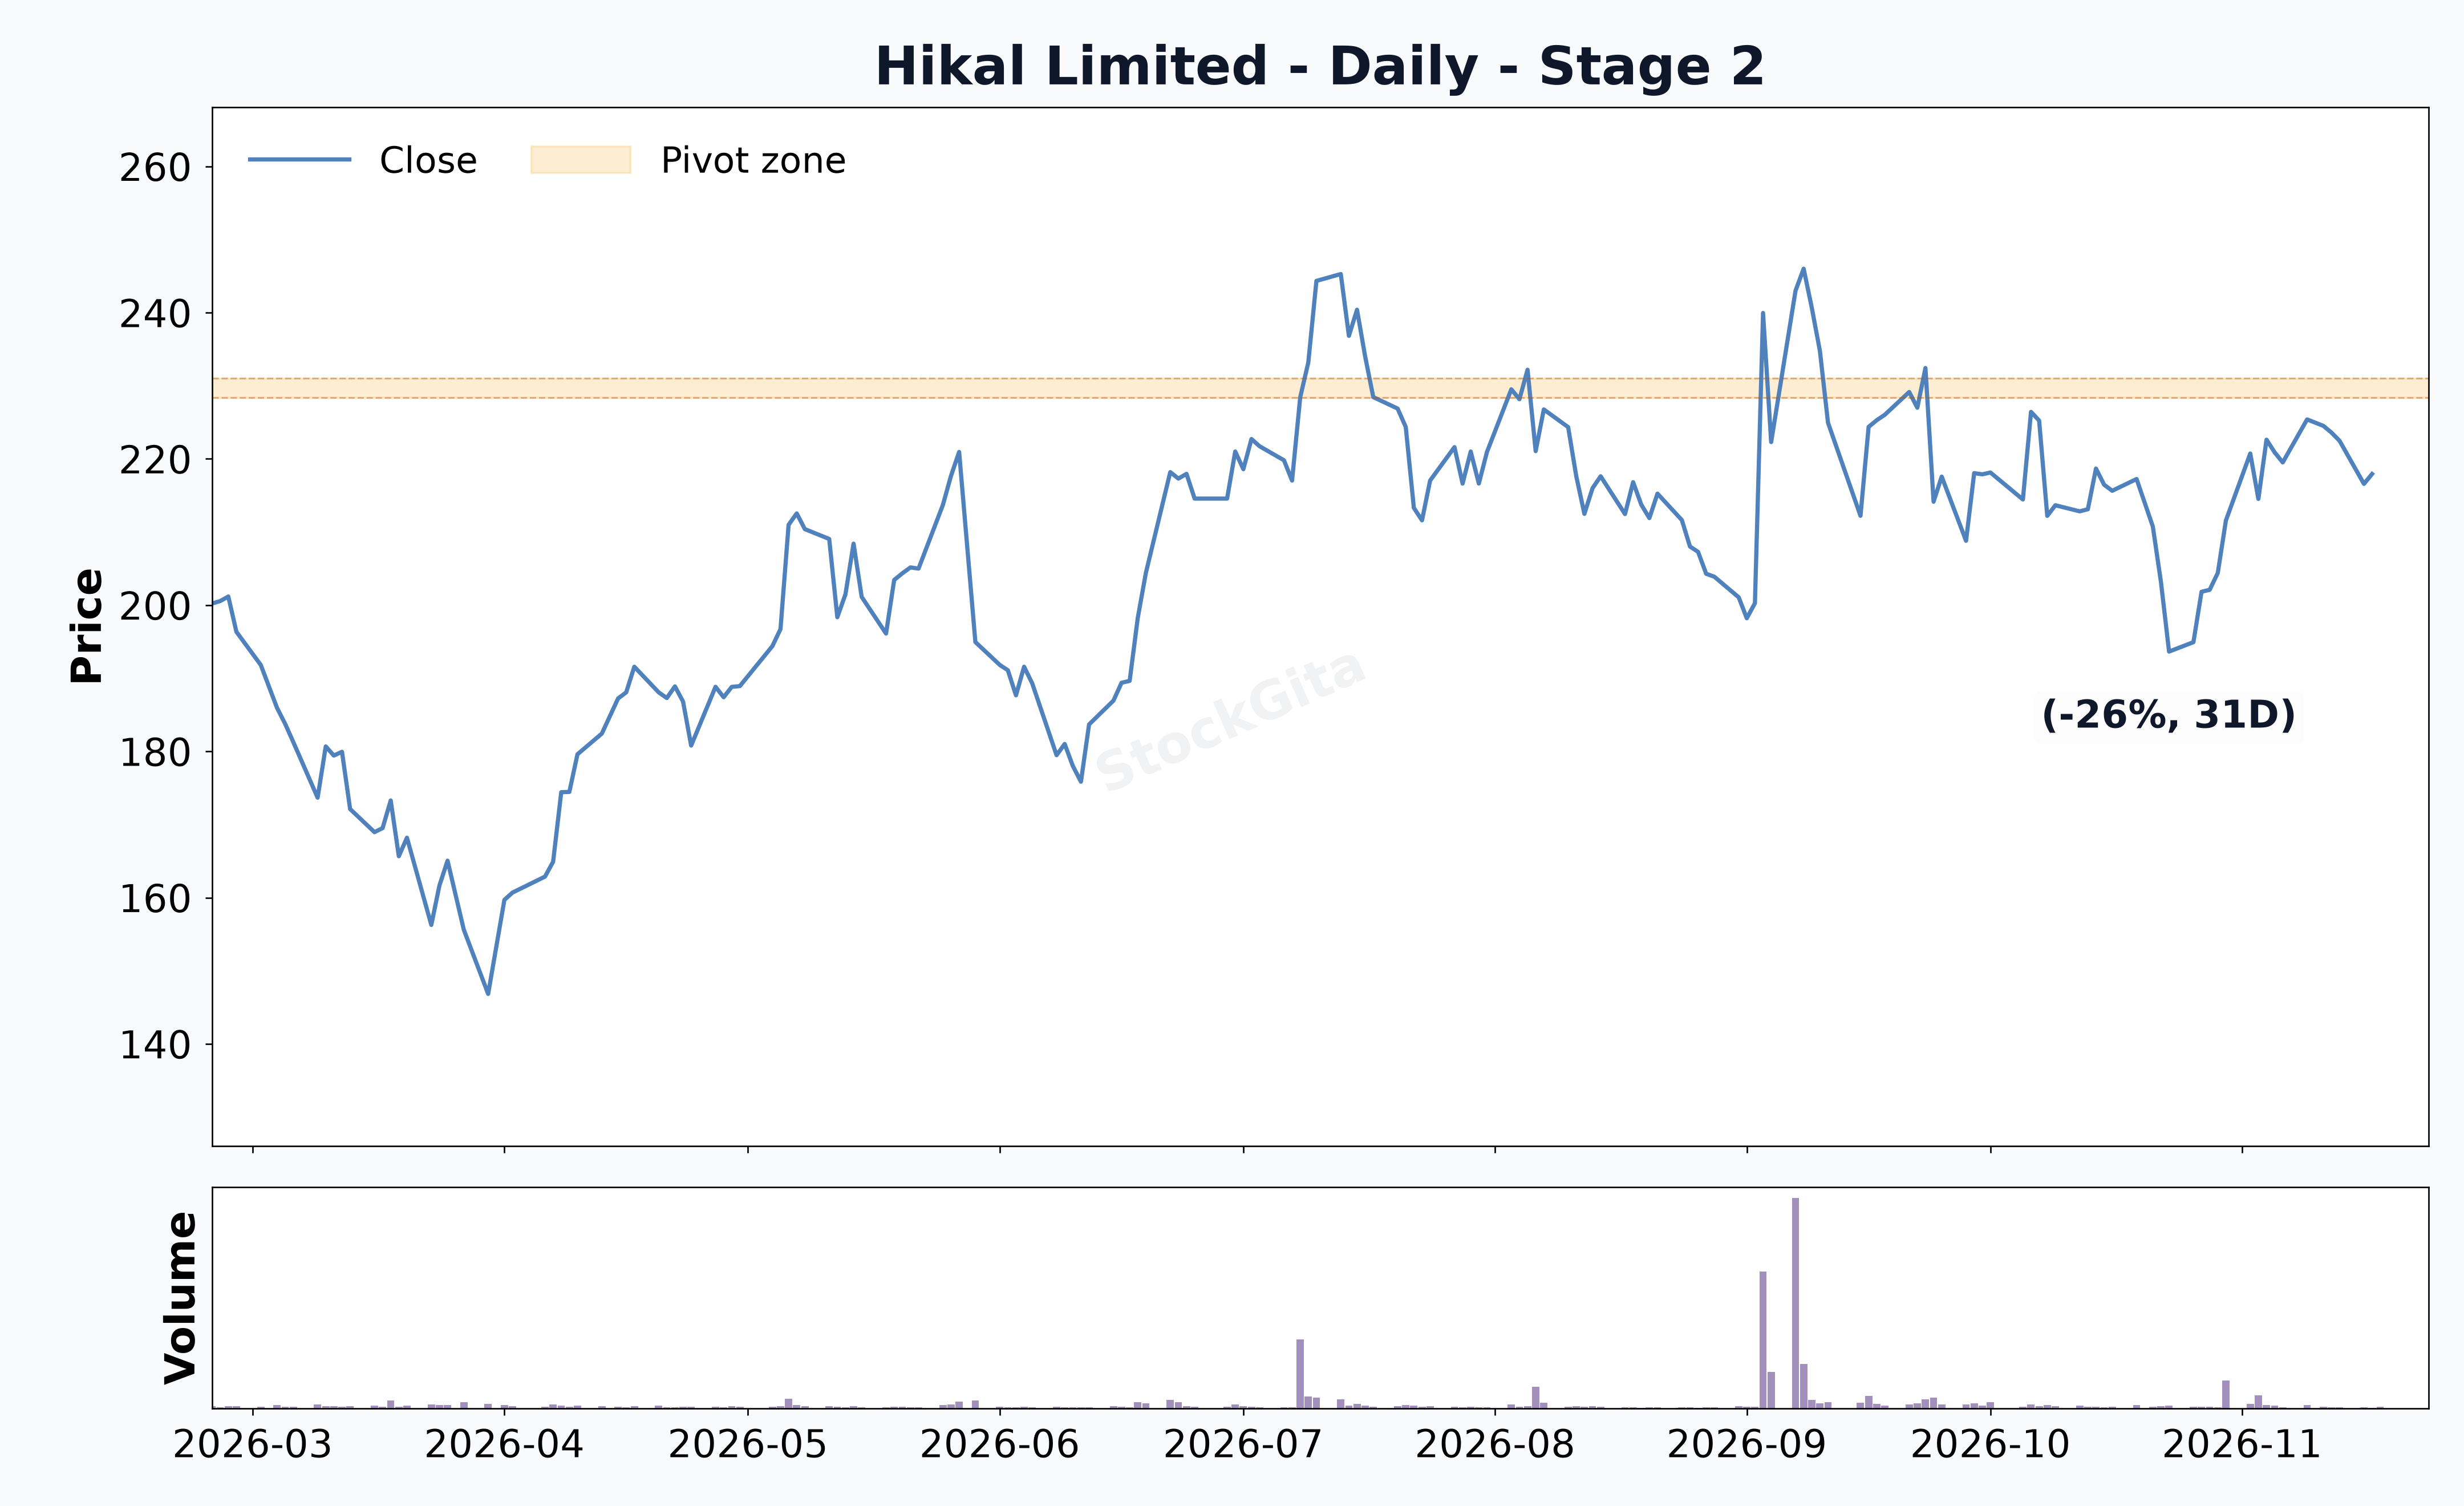 Hikal Limited - Daily - Stage 2
Close
Pivot zone
260
240
220
200
180
160
140
Price
StockGita
(-26%, 31D)
Volume
2026-03
2026-04
2026-05
2026-06
2026-07
2026-08
2026-09
2026-10
2026-11